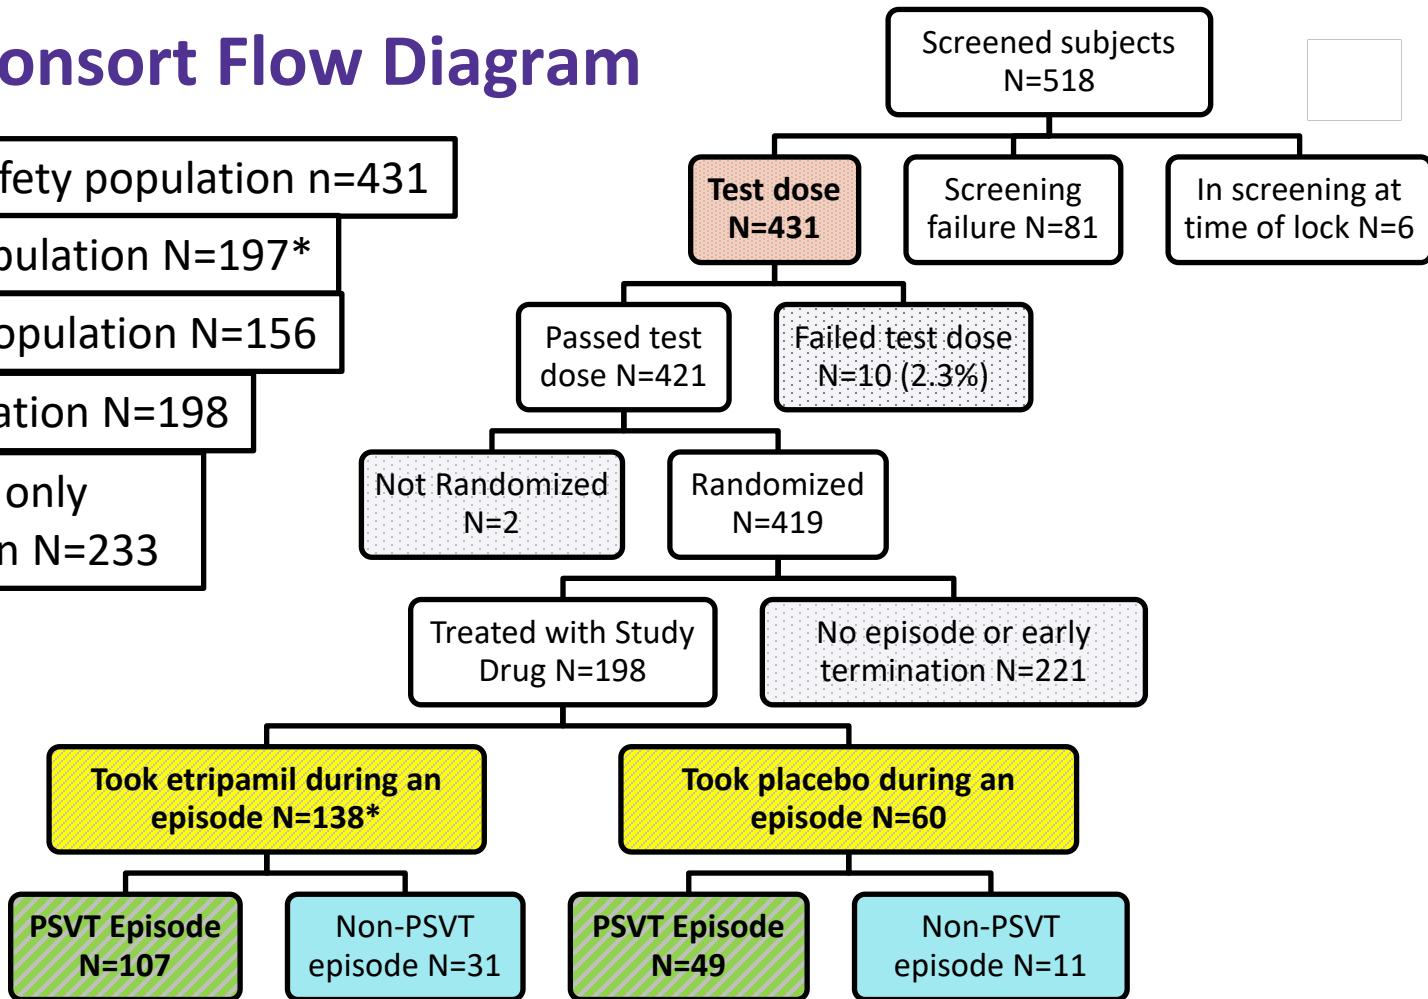 onsort Flow Diagram
fety population n=431
pulation N=197*
opulation N=156
ation N=198
only
n N=233
Screened subjects
N=518
Test dose
N=431
Screening
failure N=81
In screening at
time of lock N=6
Passed test
dose N=421
Failed test dose
N=10 (2.3%)
Not Randomized
N=2
Randomized
N=419
Treated with Study
Drug N=198
No episode or early
termination N=221
Took etripamil during an
episode N=138*
Took placebo during an
episode N=60
PSVT Episode
N=107
Non-PSVT
episode N=31
PSVT Episode
N=49
Non-PSVT
episode N=11